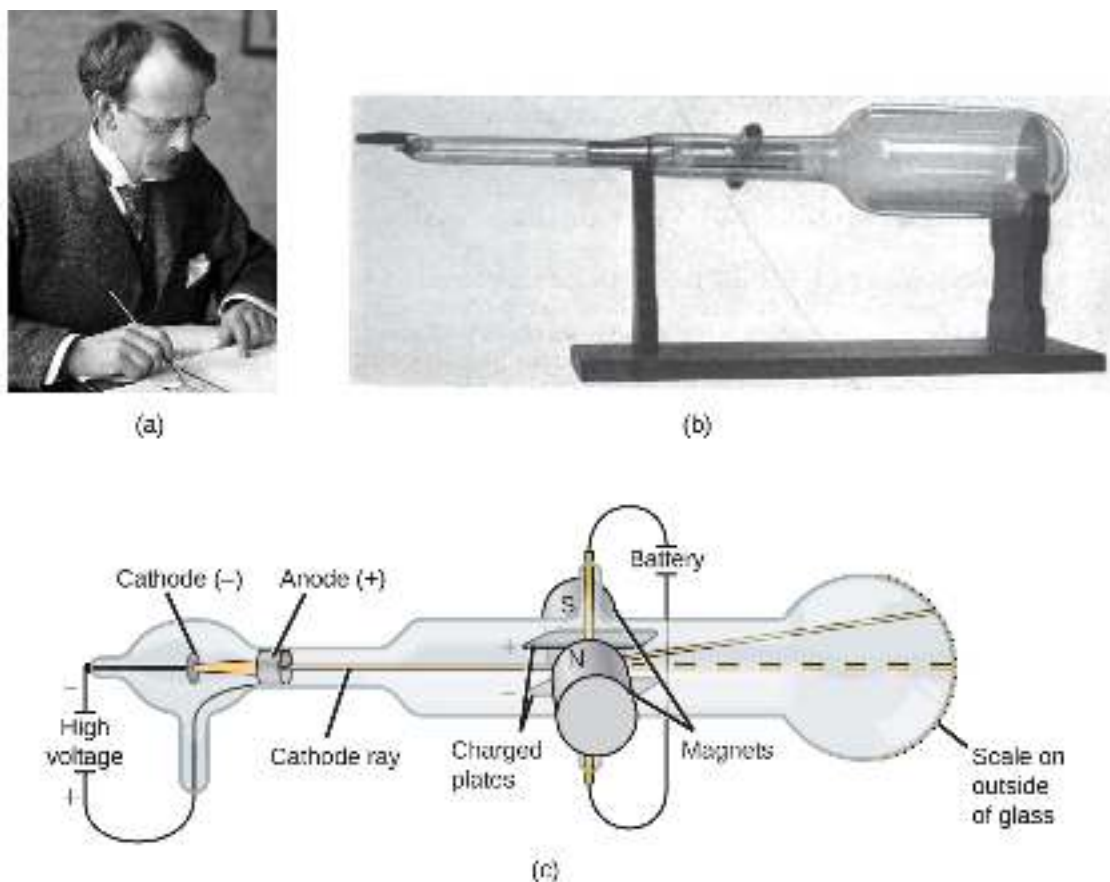 (a)
(b)
Cathode (–)
Anode (+)
Battery
S
+
N
–
–
High
voltage
+
Cathode ray
Charged
plates
Magnets
Scale on
outside
of glass
(c)